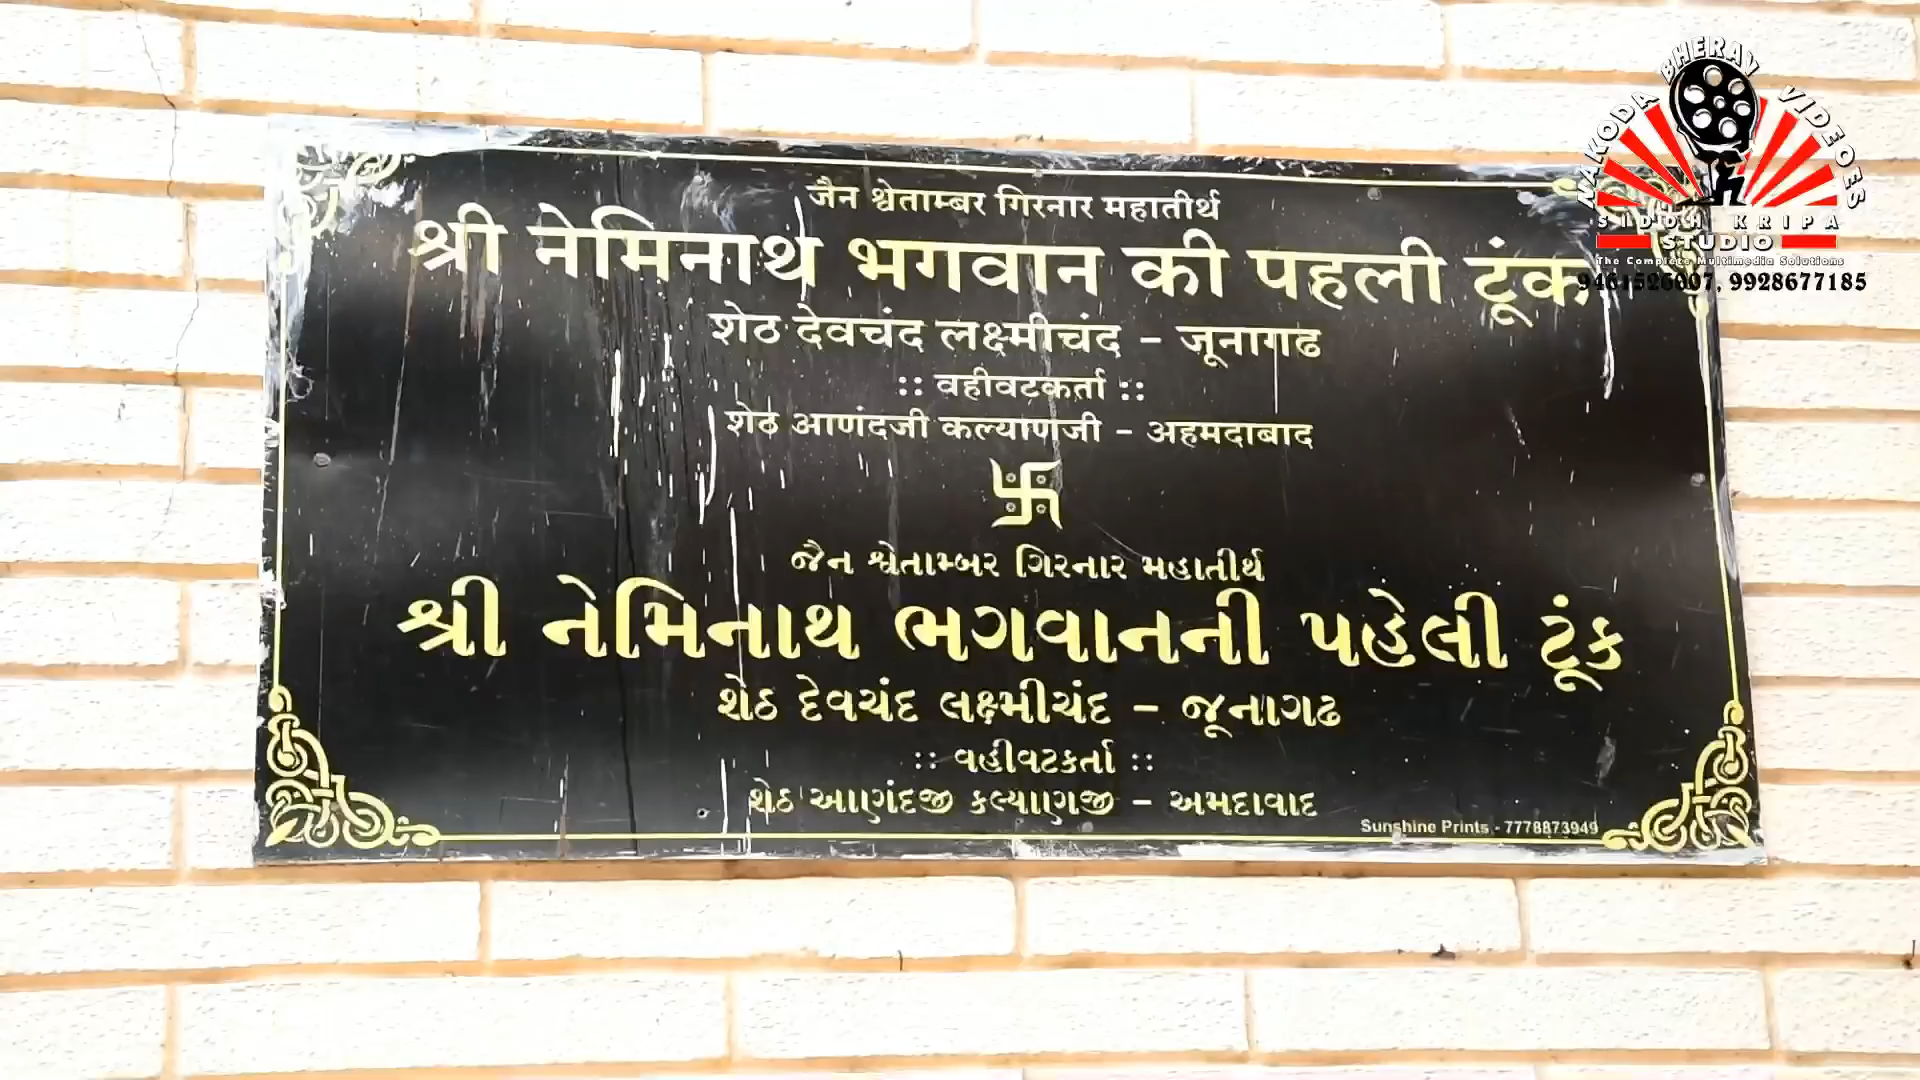 जैन श्वेताम्बर गिरनार महातीर्थ
श्री नेमिनाथ भगवान की पहली टूंक
शेठ देवचंद लक्ष्मीचंद – जूनागढ
:: वहीवटकर्ता ::
शेठ आणंदजी कल्याणजी – अहमदाबाद
જૈન શ્વેતામ્બર ગિરનાર મહાતીર્થ
શ્રી નેમિનાથ ભગવાનની પહેલી ટૂંક
શેઠ દેવચંદ લક્ષ્મીચંદ – જૂનાગઢ
:: વહીવટકર્તા ::
શેઠ આણંદજી કલ્યાણજી – અમદાવાદ
Sunshine Prints - 7778873949
NAKODA BHERAV VIDEOES
SIDDH KRIPA
STUDIO
The Complete Multimedia Solutions
9928677185